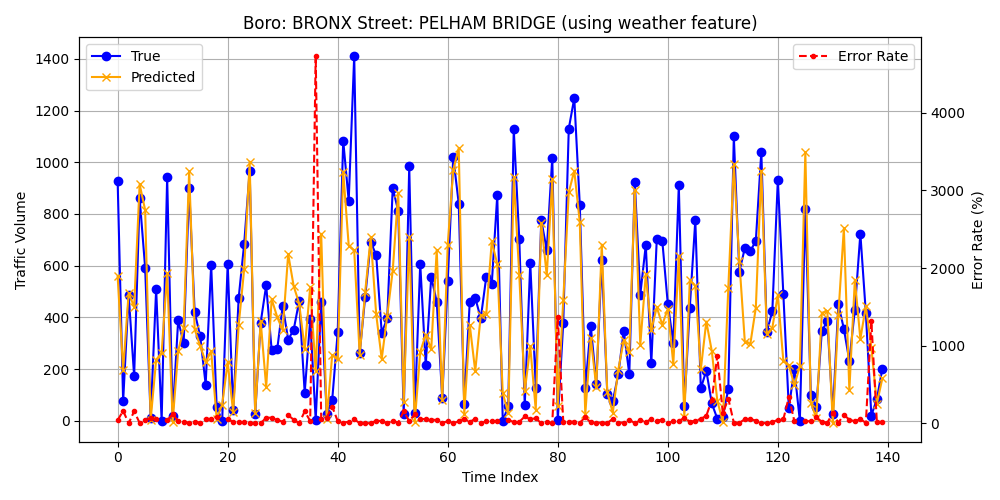 Boro: BRONX Street: PELHAM BRIDGE (using weather feature)
True
Predicted
Error Rate
1400
1200
1000
800
600
400
200
0
Traffic Volume
4000
3000
2000
1000
0
Error Rate (%)
0 20 40 60 80 100 120 140
Time Index